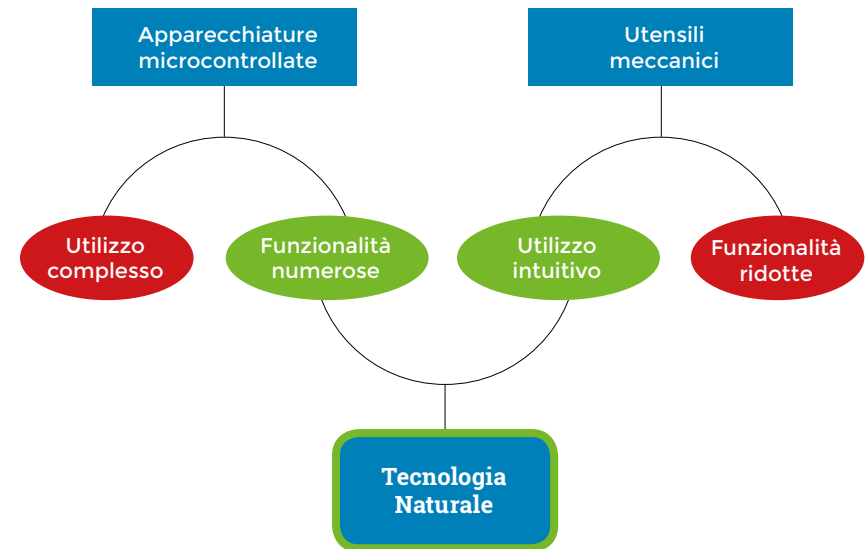 Apparecchiature
microcontrollate
Utensili
meccanici
Utilizzo
complesso
Funzionalità
numerose
Utilizzo
intuitivo
Funzionalità
ridotte
Tecnologia
Naturale